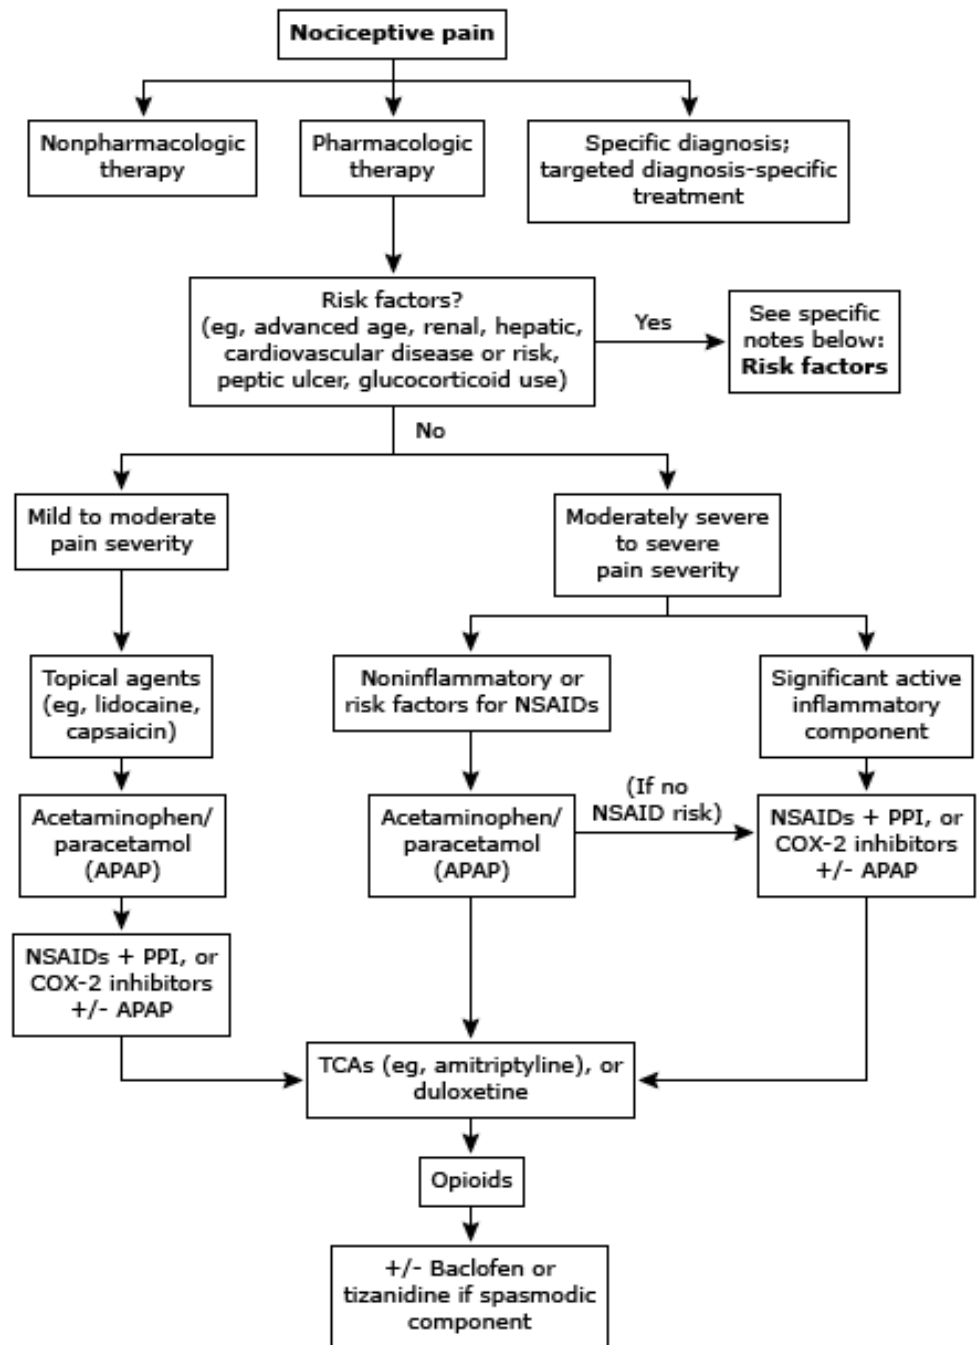 Nociceptive pain
Nonpharmacologic
therapy
Pharmacologic
therapy
Specific diagnosis;
targeted diagnosis-specific
treatment
Risk factors?
(eg, advanced age, renal, hepatic,
cardiovascular disease or risk,
peptic ulcer, glucocorticoid use)
Yes
See specific
notes below:
Risk factors
No
Mild to moderate
pain severity
Moderately severe
to severe
pain severity
Topical agents
(eg, lidocaine,
capsaicin)
Noninflammatory or
risk factors for NSAIDs
Significant active
inflammatory
component
Acetaminophen/
paracetamol
(APAP)
Acetaminophen/
paracetamol
(APAP)
(If no
NSAID risk)
NSAIDs + PPI, or
COX-2 inhibitors
+/- APAP
NSAIDs + PPI, or
COX-2 inhibitors
+/- APAP
TCAs (eg, amitriptyline), or
duloxetine
Opioids
+/- Baclofen or
tizanidine if spasmodic
component